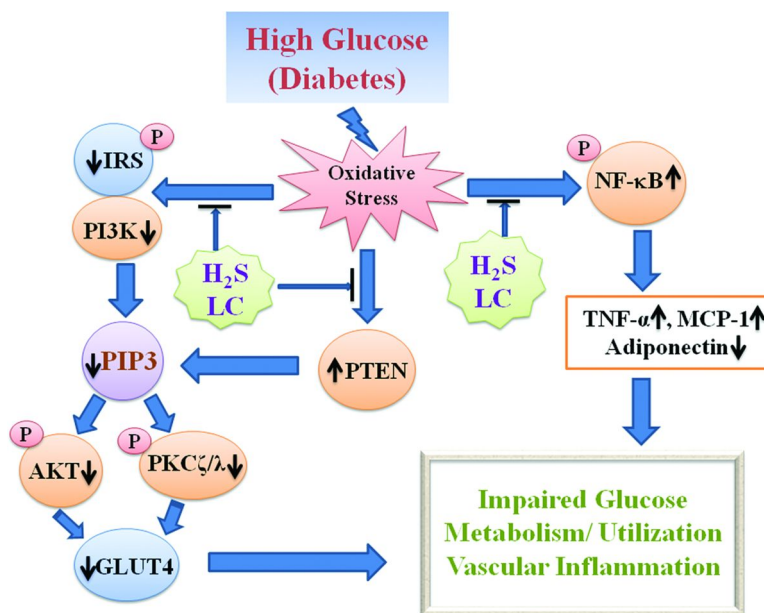 High Glucose
(Diabetes)
P
↓IRS
PI3K↓
Oxidative
Stress
P
NF-κB↑
H₂S
LC
H₂S
LC
TNF-α↑, MCP-1↑
Adiponectin↓
↓PIP3
↑PTEN
P
AKT↓
P
PKCζ/λ↓
↓GLUT4
Impaired Glucose
Metabolism/ Utilization
Vascular Inflammation